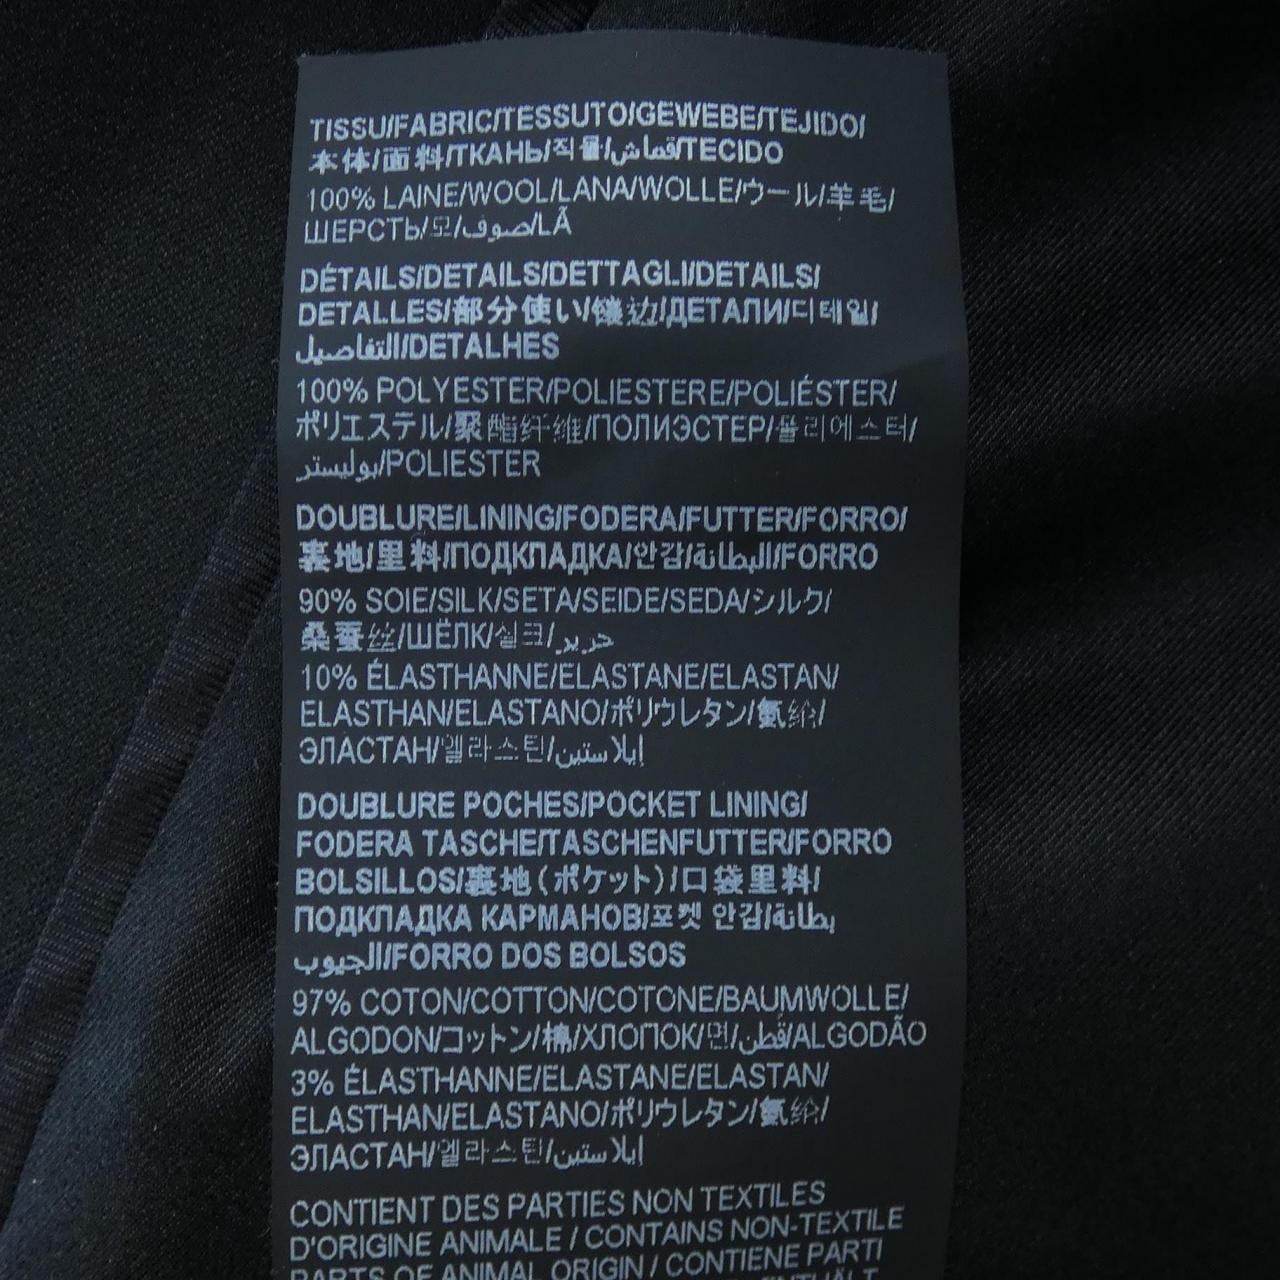 TISSU/FABRIC/TESSUTO/GEWEBE/TEJIDO/
本体/面料/ТКАНЬ/직물/قماش/TECIDO
100% LAINE/WOOL/LANA/WOLLE/ウール/羊毛/
ШЕРСТЬ/모/صوف/LÃ
DÉTAILS/DETAILS/DETTAGLI/DETAILS/
DETALLES/部分使い/镶边/ДЕТАЛИ/디테일/
التفاصيل/DETALHES
100% POLYESTER/POLIESTERE/POLIÉSTER/
ポリエステル/聚酯纤维/ПОЛИЭСТЕР/폴리에스터/
بوليستر/POLIESTER
DOUBLURE/LINING/FODERA/FUTTER/FORRO/
裏地/里料/ПОДКЛАДКА/안감/البطانة/FORRO
90% SOIE/SILK/SETA/SEIDE/SEDA/シルク/
桑蚕丝/ШЁЛК/실크/حرير/
10% ÉLASTHANNE/ELASTANE/ELASTAN/
ELASTHAN/ELASTANO/ポリウレタン/氨纶/
ЭЛАСТАН/엘라스틴/إيلاستين
DOUBLURE POCHES/POCKET LINING/
FODERA TASCHE/TASCHENFUTTER/FORRO
BOLSILLOS/裏地(ポケット)/口袋里料/
ПОДКЛАДКА КАРМАНОВ/포켓 안감/بطانة
الجيوب/FORRO DOS BOLSOS
97% COTON/COTTON/COTONE/BAUMWOLLE/
ALGODON/コットン/棉/ХЛОПОК/면/قطن/ALGODÃO
3% ÉLASTHANNE/ELASTANE/ELASTAN/
ELASTHAN/ELASTANO/ポリウレタン/氨纶/
ЭЛАСТАН/엘라스틴/إيلاستين
CONTIENT DES PARTIES NON TEXTILES
D'ORIGINE ANIMALE / CONTAINS NON-TEXTILE
PARTS OF ANIMAL ORIGIN / CONTIENE PARTI